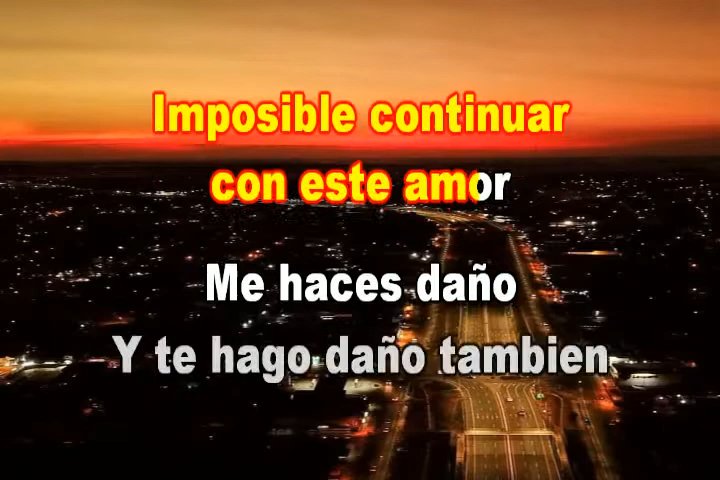 Imposible continuar
con este amor
Me haces daño
Y te hago daño tambien